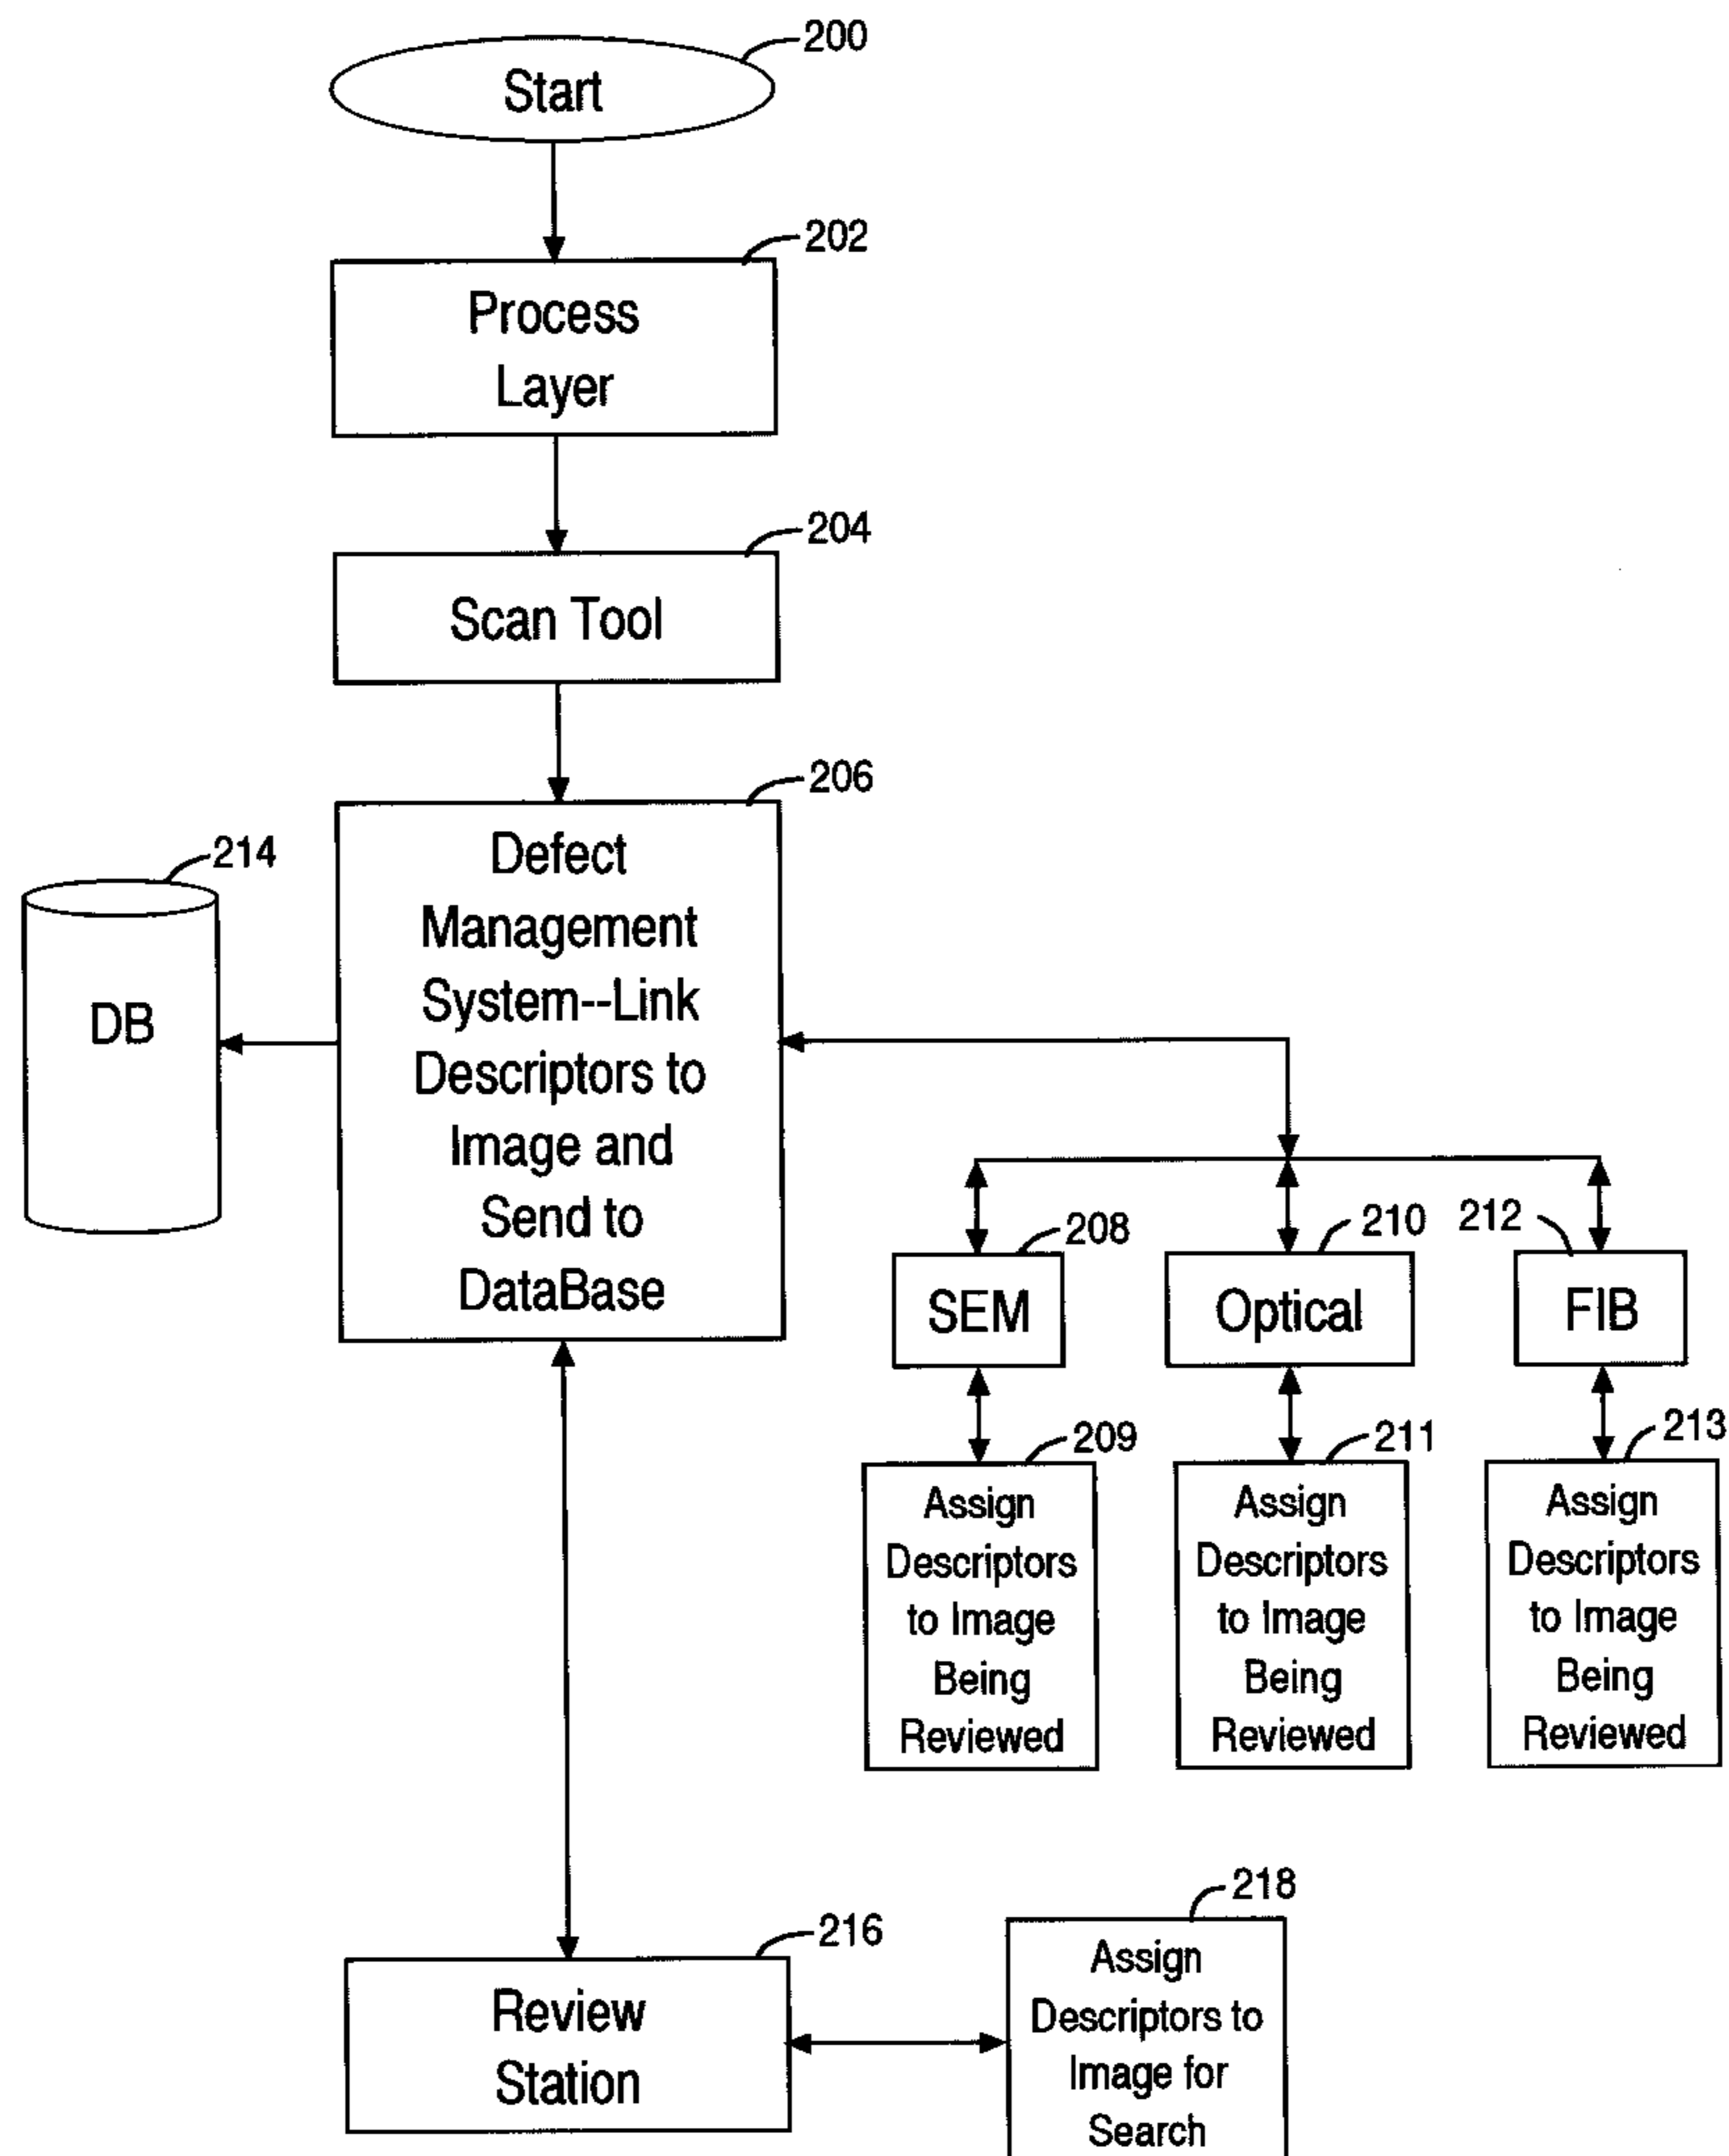 200
Start
202
Process
Layer
204
Scan Tool
206
Defect
Management
System--Link
Descriptors to
Image and
Send to
DataBase
214
DB
208
SEM
210
Optical
212
FIB
209
Assign
Descriptors
to Image
Being
Reviewed
211
Assign
Descriptors
to Image
Being
Reviewed
213
Assign
Descriptors
to Image
Being
Reviewed
216
Review
Station
218
Assign
Descriptors to
Image for
Search